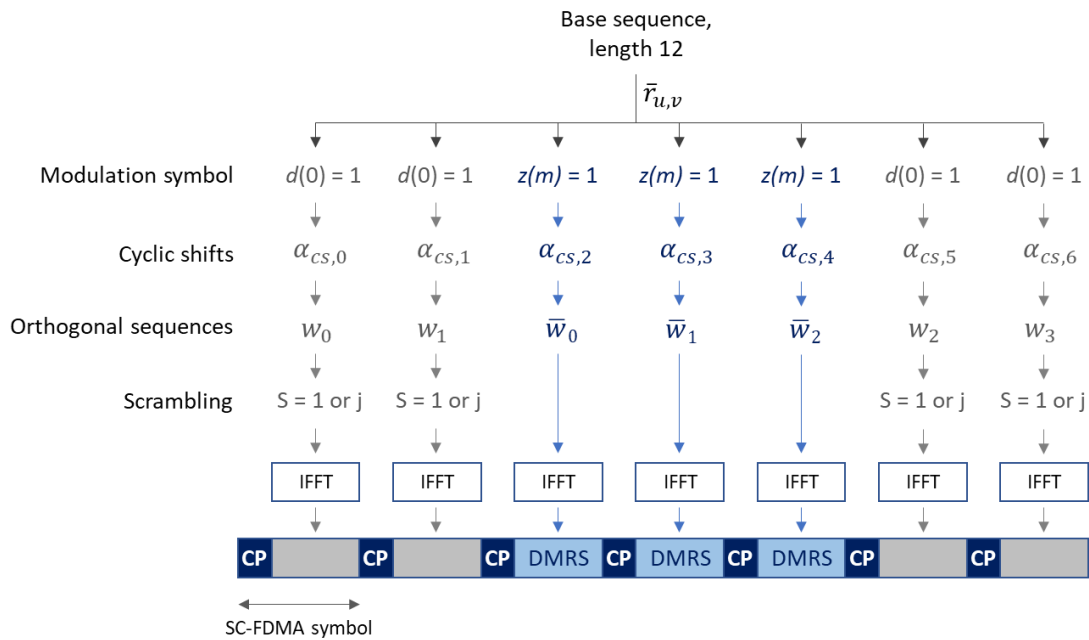 Base sequence,
length 12
r̄u,v
Modulation symbol d(0) = 1 d(0) = 1 z(m) = 1 z(m) = 1 z(m) = 1 d(0) = 1 d(0) = 1
Cyclic shifts αcs,0 αcs,1 αcs,2 αcs,3 αcs,4 αcs,5 αcs,6
Orthogonal sequences w0 w1 w̄0 w̄1 w̄2 w2 w3
Scrambling S = 1 or j S = 1 or j S = 1 or j S = 1 or j
IFFT IFFT IFFT IFFT IFFT IFFT IFFT
CP CP CP DMRS CP DMRS CP DMRS CP CP
SC-FDMA symbol